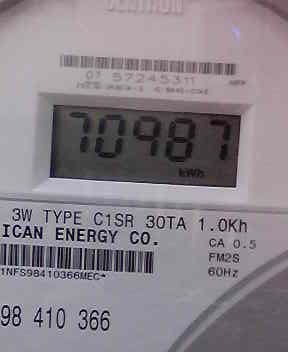 CENTRON
07 57245311
70987
kWh
3W TYPE C1SR 30TA 1.0Kh
ICAN ENERGY CO.
CA 0.5
FM2S
60Hz
1NFS98410366MEC*
98 410 366